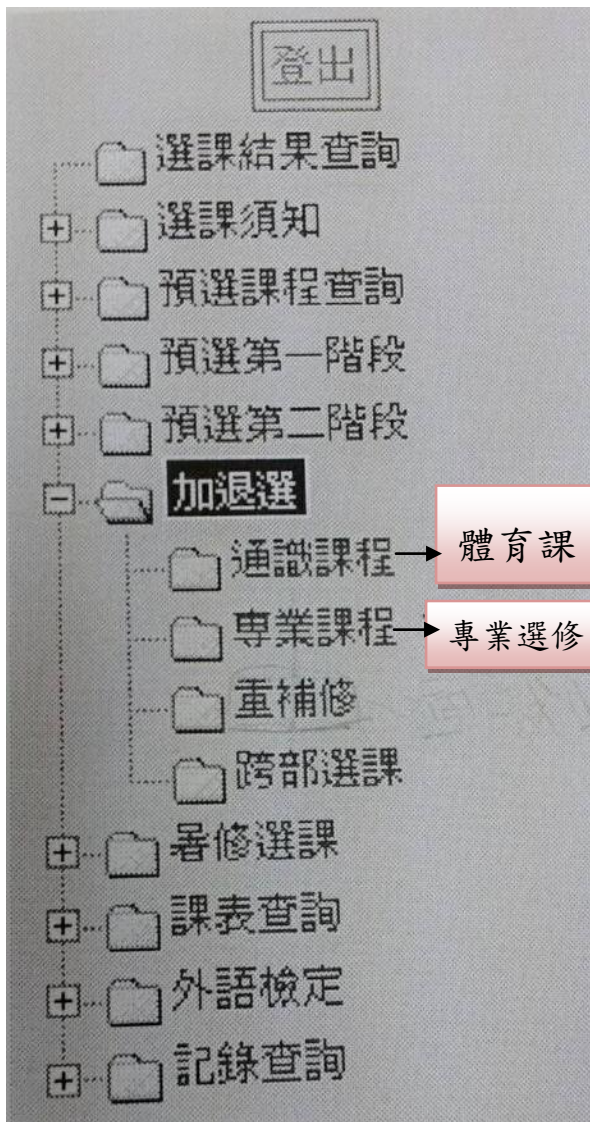 登出
選課結果查詢
選課須知
預選課程查詢
預選第一階段
預選第二階段
加退選
通識課程
體育課
專業課程
專業選修
重補修
跨部選課
暑修選課
課表查詢
外語檢定
記錄查詢